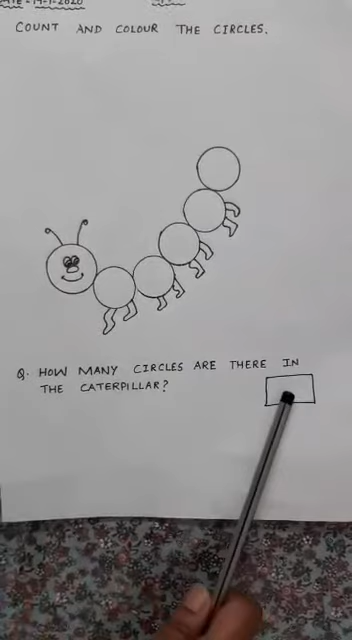 COUNT AND COLOUR THE CIRCLES.
Q. HOW MANY CIRCLES ARE THERE IN
THE CATERPILLAR?